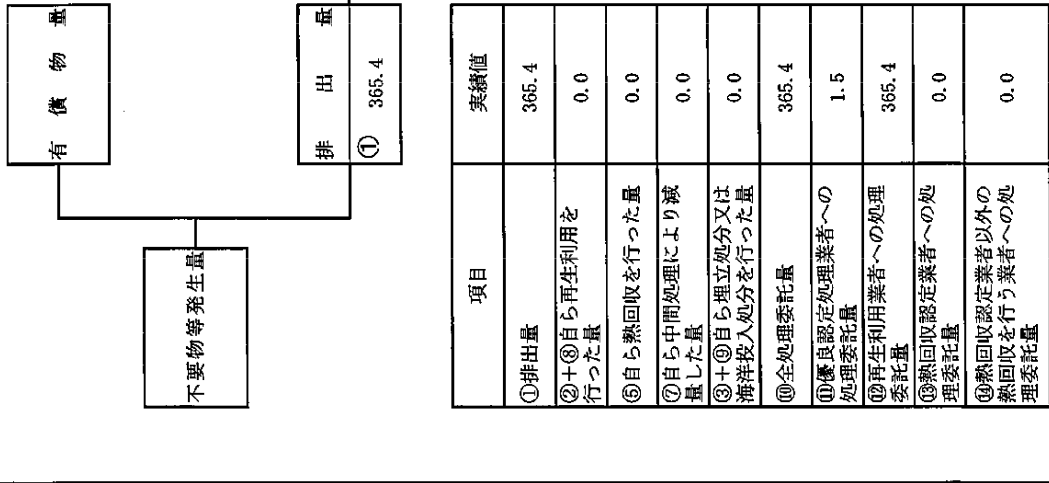 有償物量
不要物等発生量
排出量
① 365.4
項目 実績値
①排出量 365.4
②+⑧自ら再生利用を
行った量 0.0
⑤自ら熱回収を行った量 0.0
⑦自ら中間処理により減
量した量 0.0
③+⑨自ら埋立処分又は
海洋投入処分を行った量 0.0
⑩全処理委託量 365.4
⑪優良認定処理業者への
処理委託量 1.5
⑫再生利用業者への処理
委託量 365.4
⑬熱回収認定業者への処
理委託量 0.0
⑭熱回収認定業者以外の
熱回収を行う業者への処
理委託量 0.0